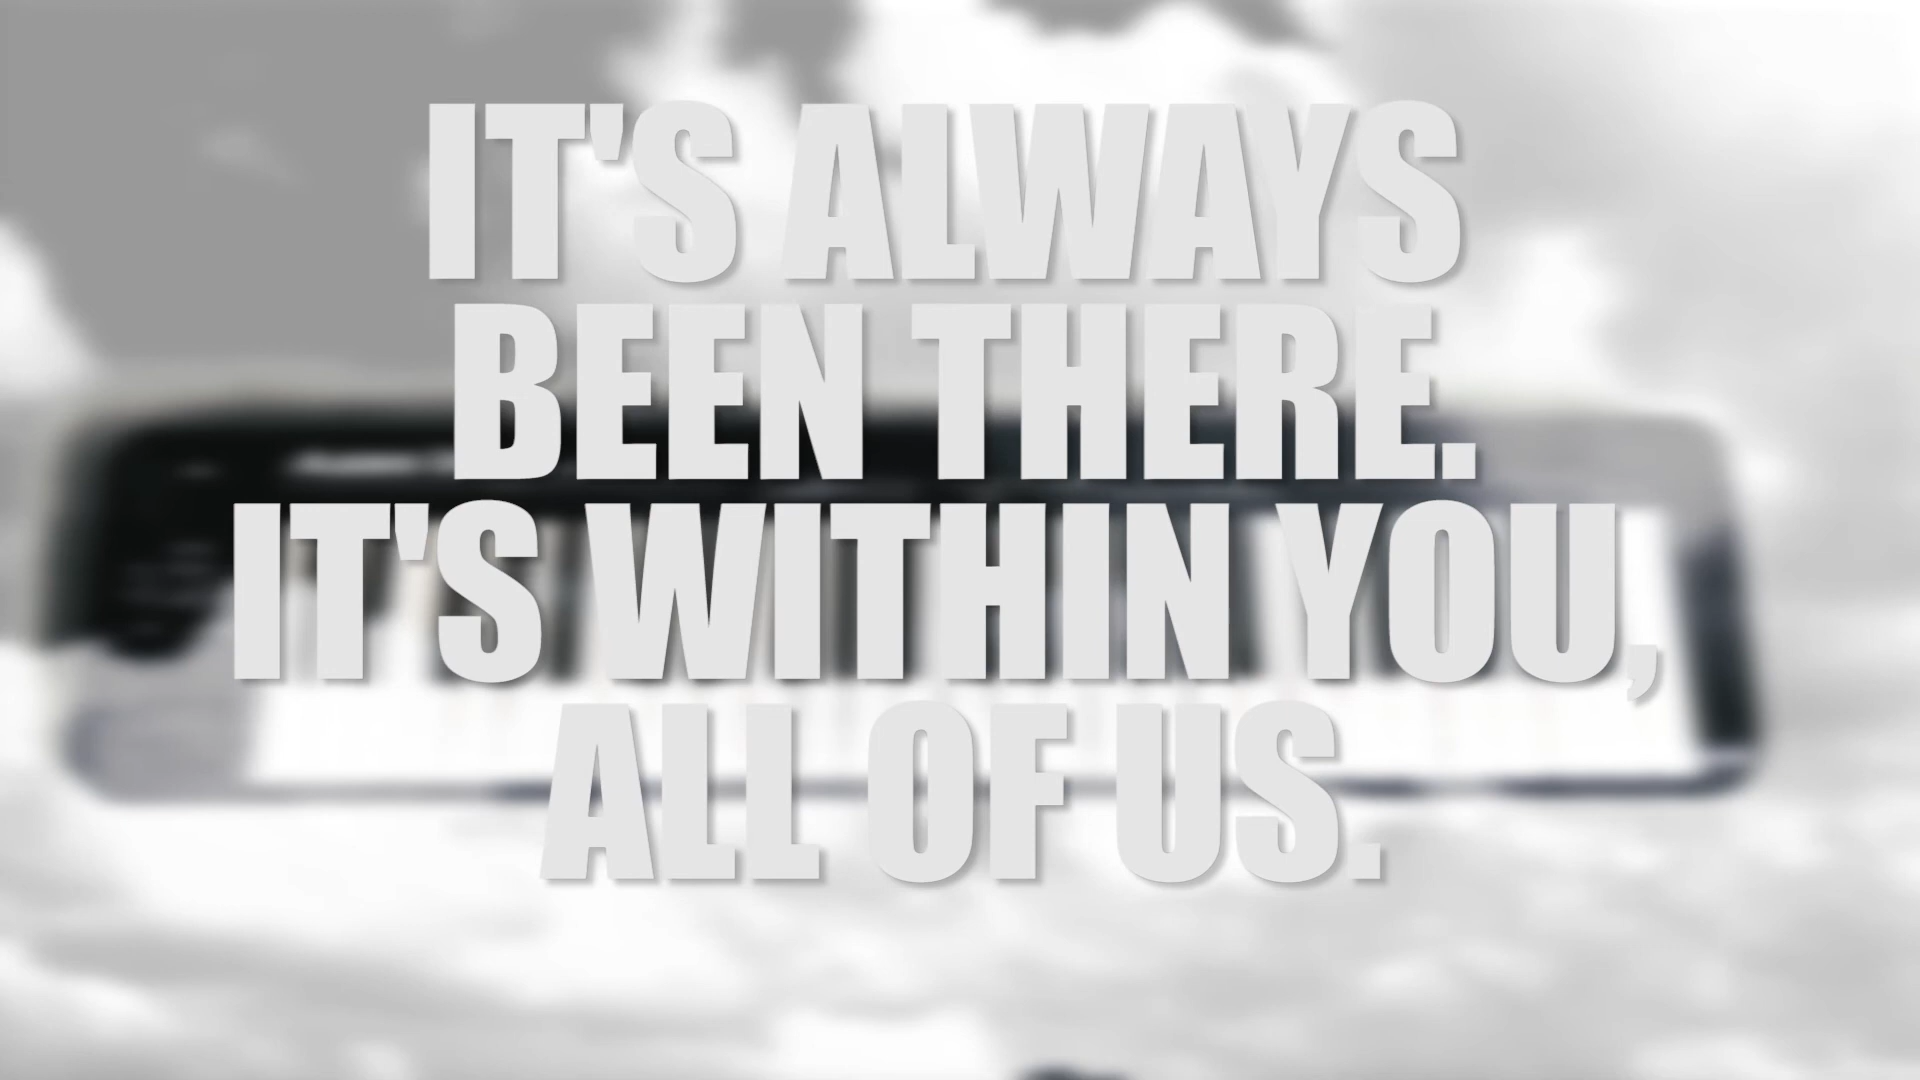 IT'S ALWAYS
BEEN THERE.
IT'S WITHIN YOU,
ALL OF US.